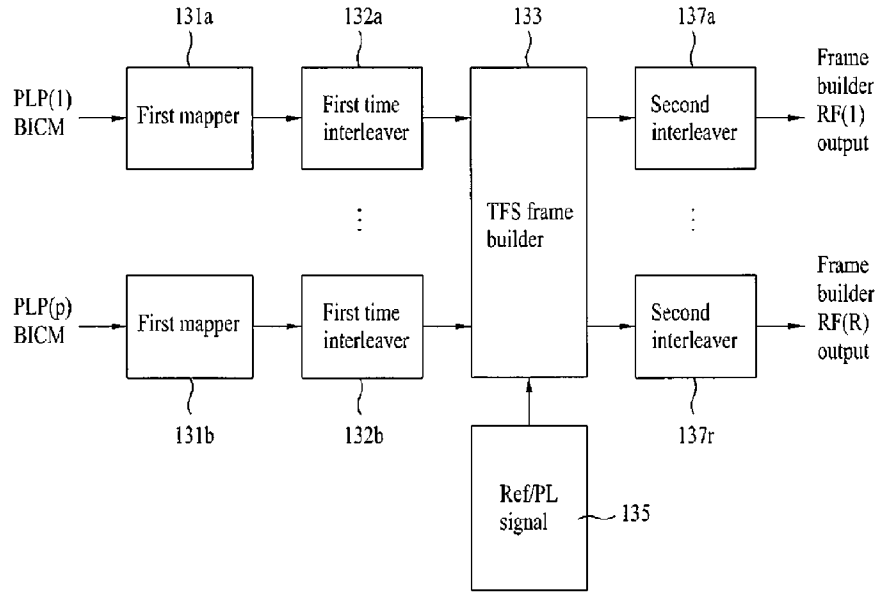 131a
132a
133
137a
PLP(1)
BICM
First mapper
First time
interleaver
TFS frame
builder
Second
interleaver
Frame
builder
RF(1)
output
PLP(p)
BICM
First mapper
First time
interleaver
Second
interleaver
Frame
builder
RF(R)
output
131b
132b
137r
Ref/PL
signal
135